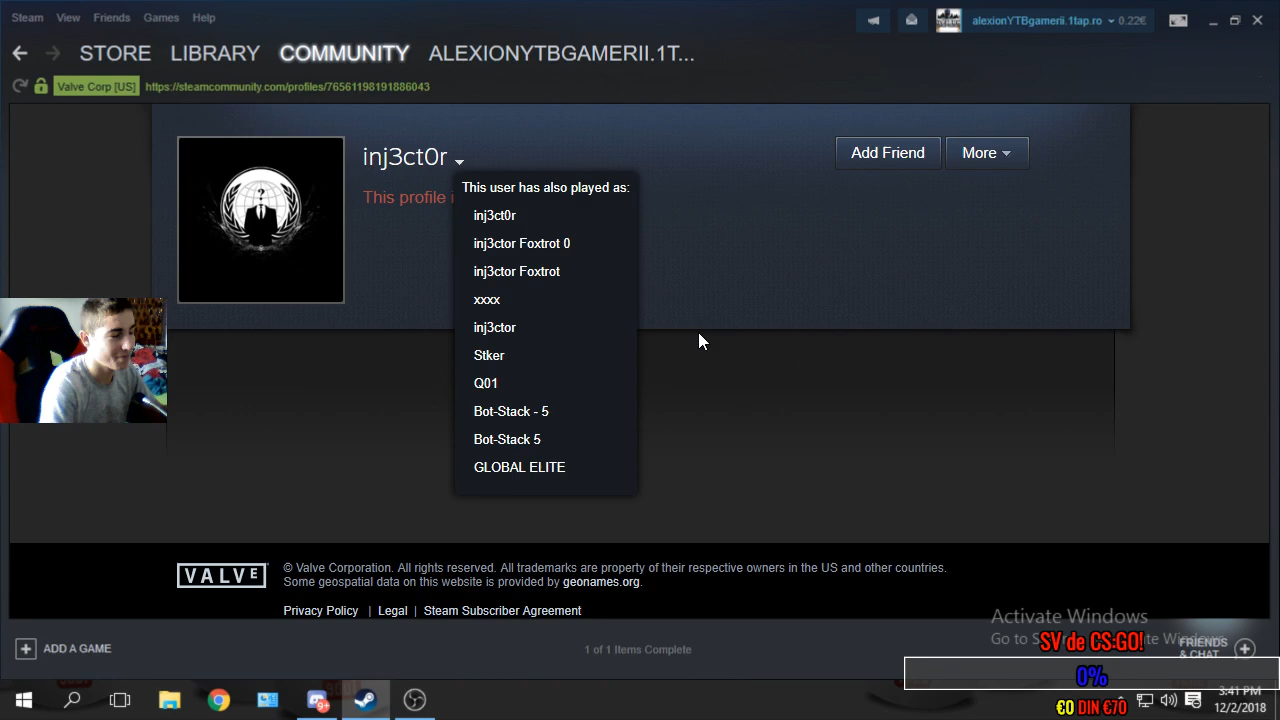 Steam View Friends Games Help
alexionYTBgamerii.1tap.ro 0.22€
STORE LIBRARY COMMUNITY ALEXIONYTBGAMERII.1T...
Valve Corp [US] https://steamcommunity.com/profiles/76561198191886043
inj3ct0r
Add Friend More
This profile
This user has also played as:
inj3ct0r
inj3ctor Foxtrot 0
inj3ctor Foxtrot
xxxx
inj3ctor
Stker
Q01
Bot-Stack - 5
Bot-Stack 5
GLOBAL ELITE
VALVE
© Valve Corporation. All rights reserved. All trademarks are property of their respective owners in the US and other countries.
Some geospatial data on this website is provided by geonames.org.
Privacy Policy | Legal | Steam Subscriber Agreement
Activate Windows
Go to
SV de CS:GO!
ADD A GAME
1 of 1 Items Complete
FRIENDS
& CHAT
0%
€0 DIN €70
3:41 PM
12/2/2018